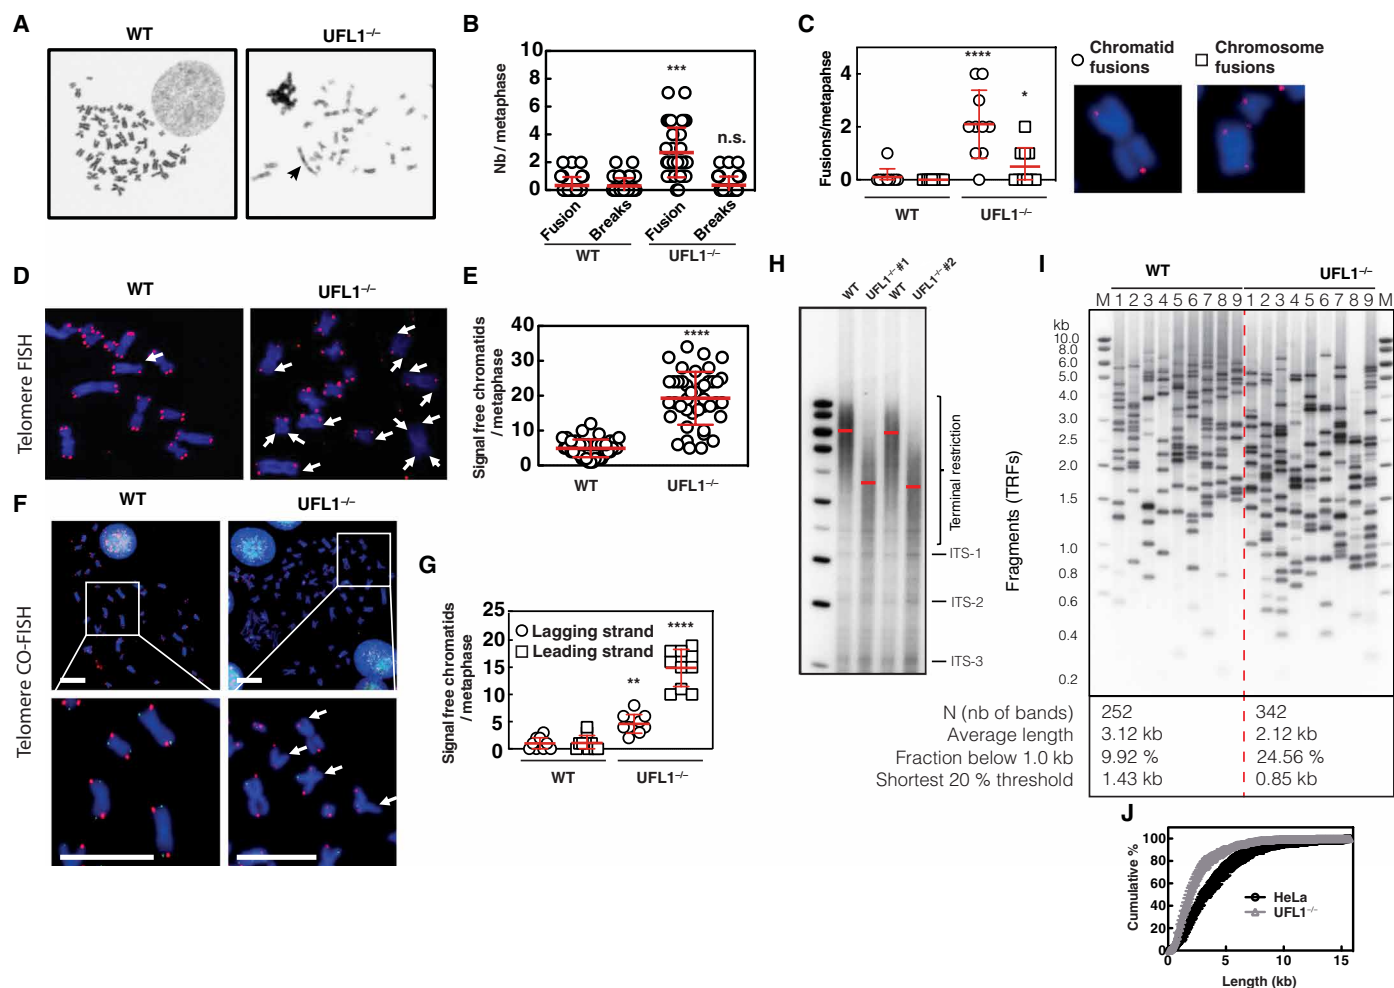 A
WT
UFL1–/–
B
Nb / metaphase
10
8
6
4
2
0
***
n.s.
Fusion
Breaks
Fusion
Breaks
WT
UFL1–/–
C
Fusions/metapahse
4
2
0
****
*
WT
UFL1–/–
Chromatid fusions
Chromosome fusions
D
Telomere FISH
WT
UFL1–/–
E
Signal free chromatids / metaphase
40
30
20
10
0
****
WT
UFL1–/–
F
Telomere CO-FISH
WT
UFL1–/–
G
Signal free chromatids / metaphase
25
20
15
10
5
0
Lagging strand
Leading strand
**
****
WT
UFL1–/–
H
WT
UFL1–/– #1
WT
UFL1–/– #2
Terminal restriction
Fragments (TRFs)
ITS-1
ITS-2
ITS-3
I
WT
UFL1–/–
M 1 2 3 4 5 6 7 8 9 1 2 3 4 5 6 7 8 9 M
kb
10.0
8.0
6.0
5.0
4.0
3.0
2.5
2.0
1.5
1.0
0.8
0.6
0.4
0.2
N (nb of bands) 252 342
Average length 3.12 kb 2.12 kb
Fraction below 1.0 kb 9.92 % 24.56 %
Shortest 20 % threshold 1.43 kb 0.85 kb
J
Cumulative %
100
80
60
40
20
0
HeLa
UFL1–/–
0 5 10 15
Length (kb)